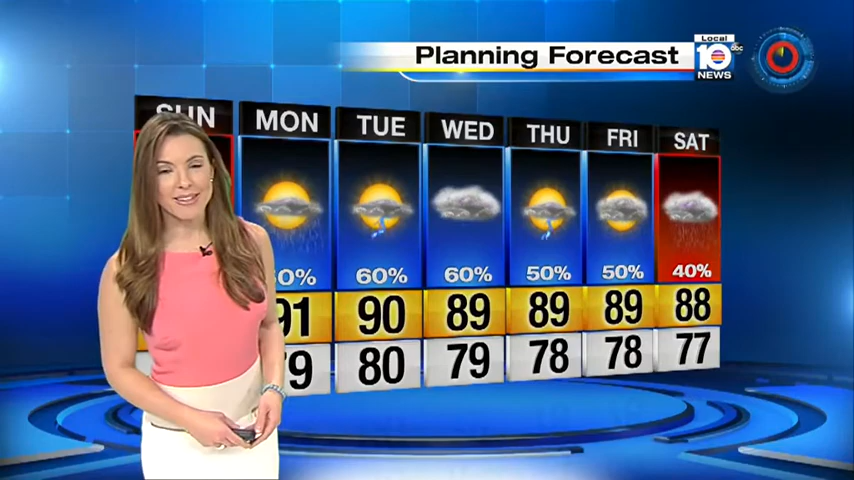 Planning Forecast
Local
10
abc
NEWS
SUN MON TUE WED THU FRI SAT
60% 60% 50% 50% 40%
91 90 89 89 89 88
79 80 79 78 78 77